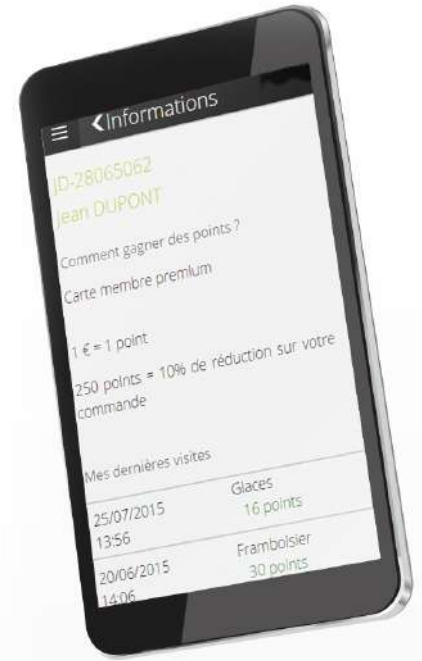 Informations
JD-28065062
Jean DUPONT
Comment gagner des points ?
Carte membre premium
1 € = 1 point
250 points = 10% de réduction sur votre
commande
Mes dernières visites
25/07/2015 Glaces
13:56 16 points
20/06/2015 Framboisier
14:06 30 points